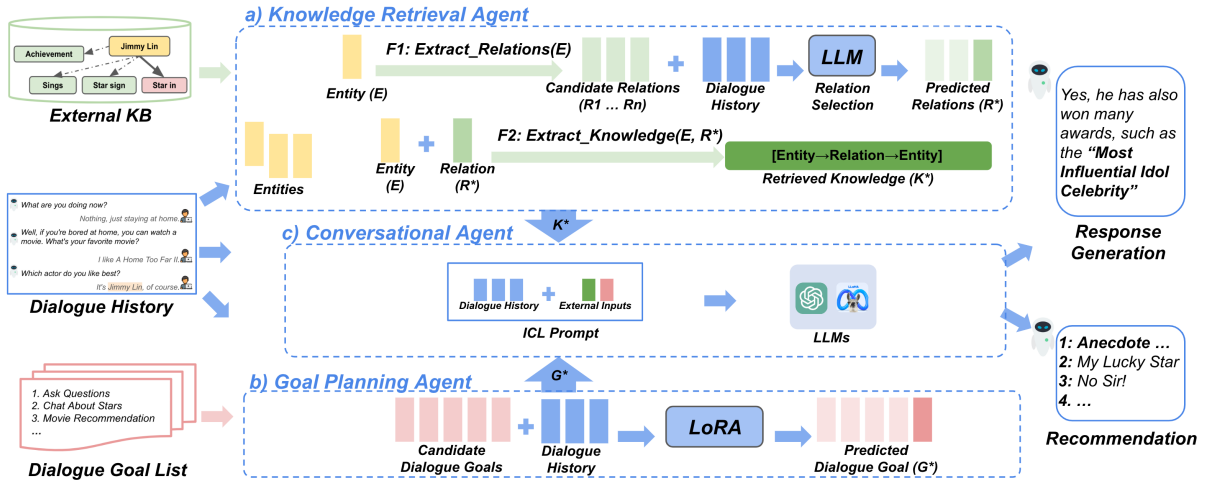 Jimmy Lin
Achievement
Sings
Star sign
Star in
External KB
What are you doing now?
Nothing, just staying at home.
Well, if you're bored at home, you can watch a
movie. What's your favorite movie?
I like A Home Too Far II.
Which actor do you like best?
It's Jimmy Lin, of course.
Dialogue History
1. Ask Questions
2. Chat About Stars
3. Movie Recommendation
...
Dialogue Goal List
a) Knowledge Retrieval Agent
Entity (E)
F1: Extract_Relations(E)
Candidate Relations
(R1 ... Rn)
Dialogue
History
LLM
Relation
Selection
Predicted
Relations (R*)
Entities
Entity
(E)
Relation
(R*)
F2: Extract_Knowledge(E, R*)
[Entity→Relation→Entity]
Retrieved Knowledge (K*)
K*
c) Conversational Agent
Dialogue History
External Inputs
ICL Prompt
LLMs
G*
b) Goal Planning Agent
Candidate
Dialogue Goals
Dialogue
History
LoRA
Predicted
Dialogue Goal (G*)
Yes, he has also
won many
awards, such as
the “Most
Influential Idol
Celebrity”
Response
Generation
1: Anecdote ...
2: My Lucky Star
3: No Sir!
4. ...
Recommendation